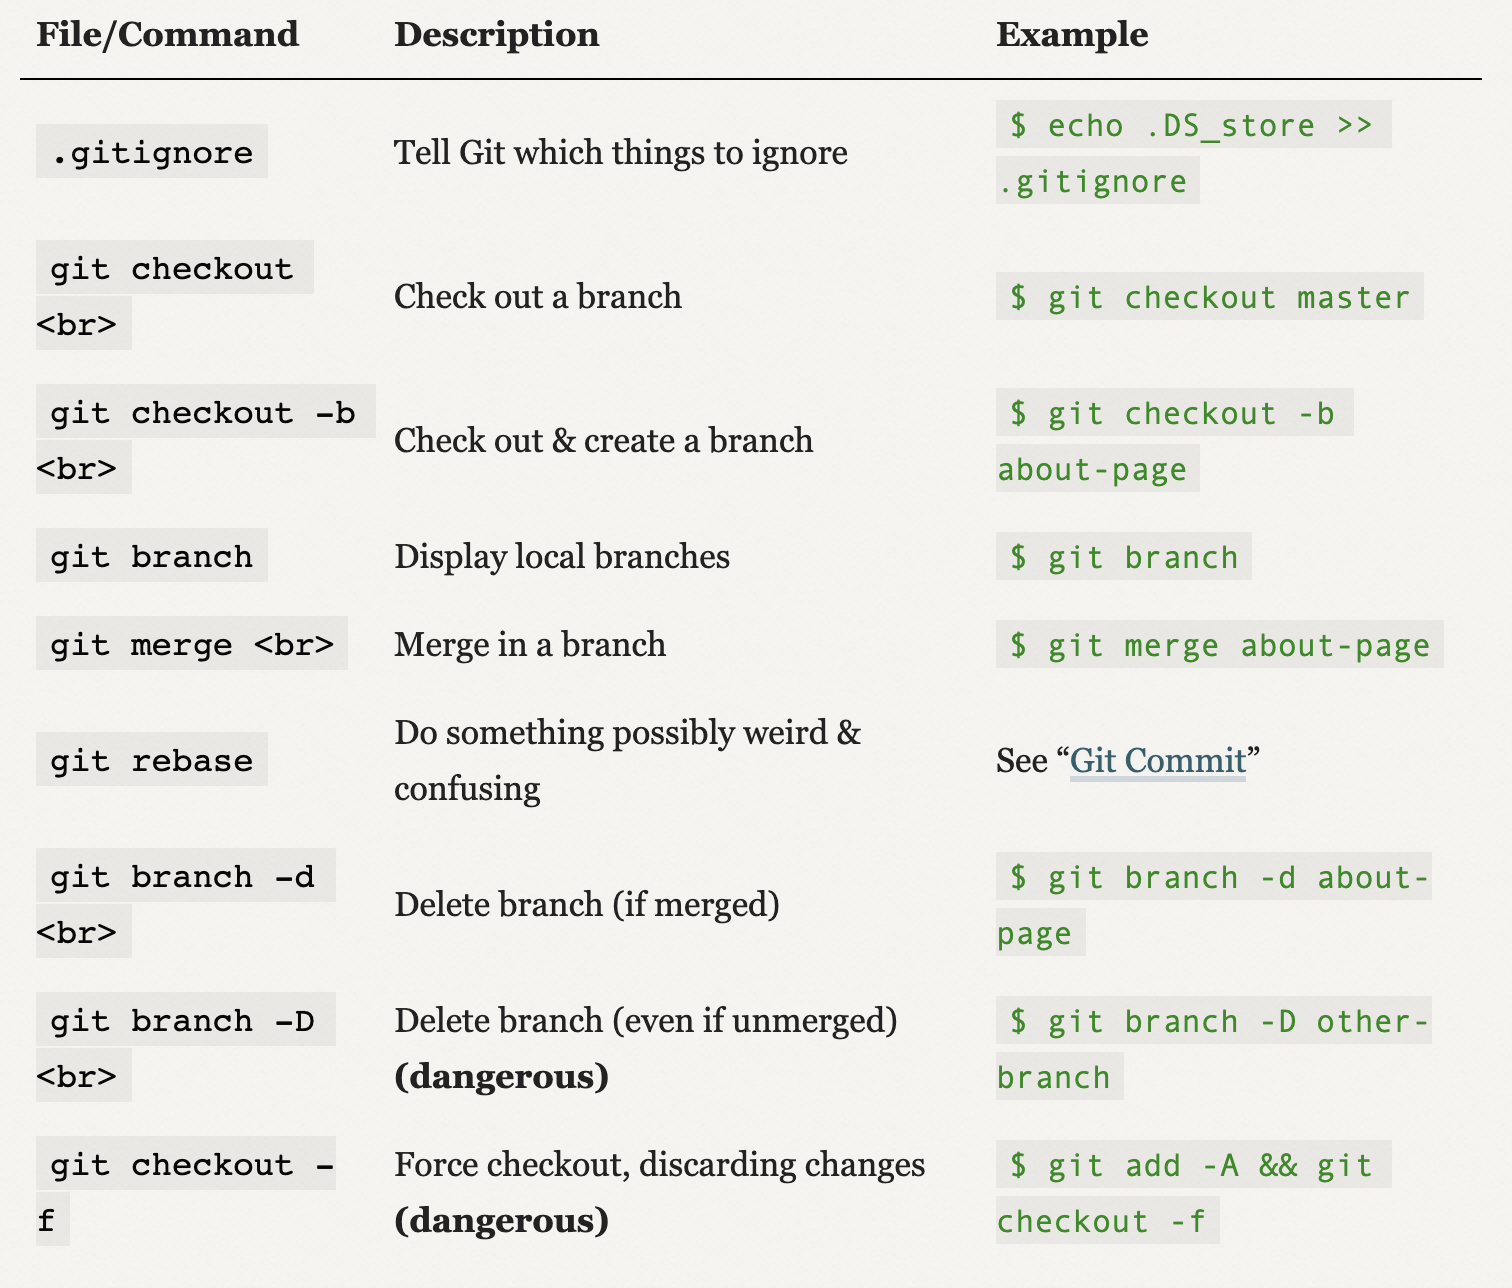 File/Command Description Example
.gitignore Tell Git which things to ignore $ echo .DS_store >>
.gitignore
git checkout
<br> Check out a branch $ git checkout master
git checkout -b
<br> Check out & create a branch $ git checkout -b
about-page
git branch Display local branches $ git branch
git merge <br> Merge in a branch $ git merge about-page
git rebase Do something possibly weird &
confusing See “Git Commit”
git branch -d
<br> Delete branch (if merged) $ git branch -d about-
page
git branch -D Delete branch (even if unmerged) $ git branch -D other-
<br> (dangerous) branch
git checkout - Force checkout, discarding changes $ git add -A && git
f (dangerous) checkout -f